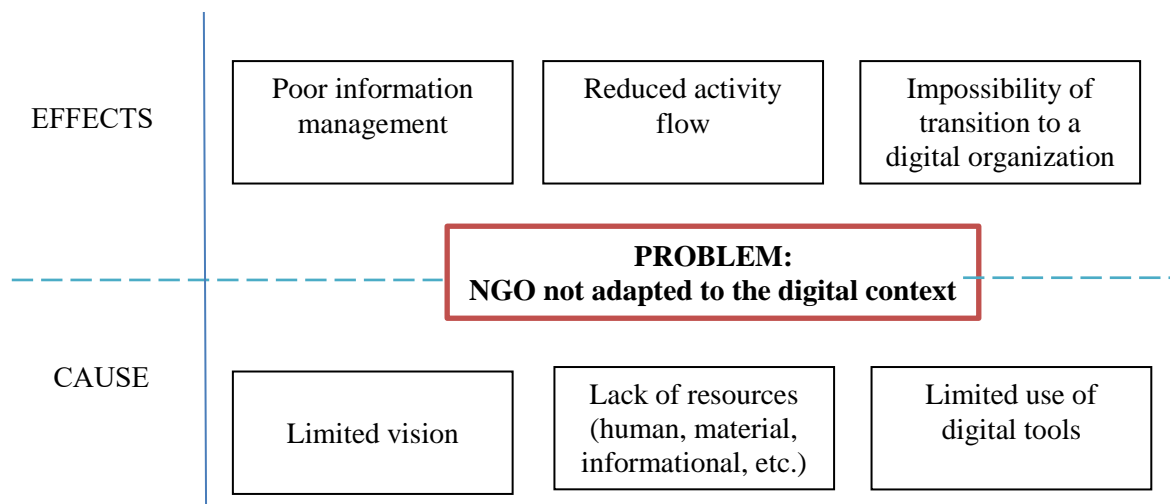 EFFECTS
Poor information
management
Reduced activity
flow
Impossibility of
transition to a
digital organization
PROBLEM:
NGO not adapted to the digital context
CAUSE
Limited vision
Lack of resources
(human, material,
informational, etc.)
Limited use of
digital tools